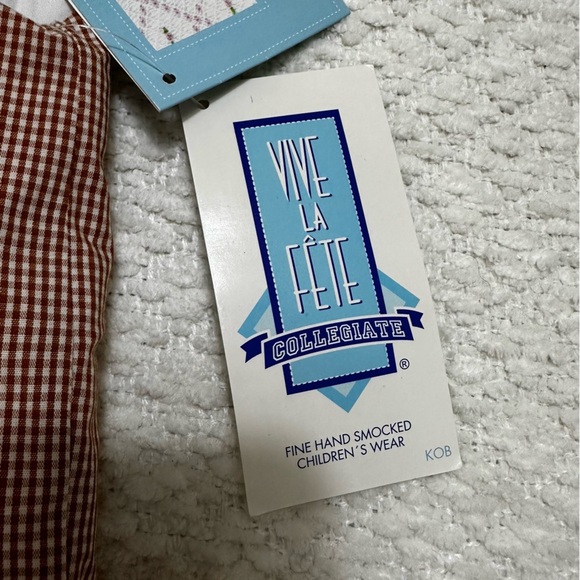 VIVE
LA
FÊTE
COLLEGIATE
®
FINE HAND SMOCKED
CHILDREN´S WEAR
KOB